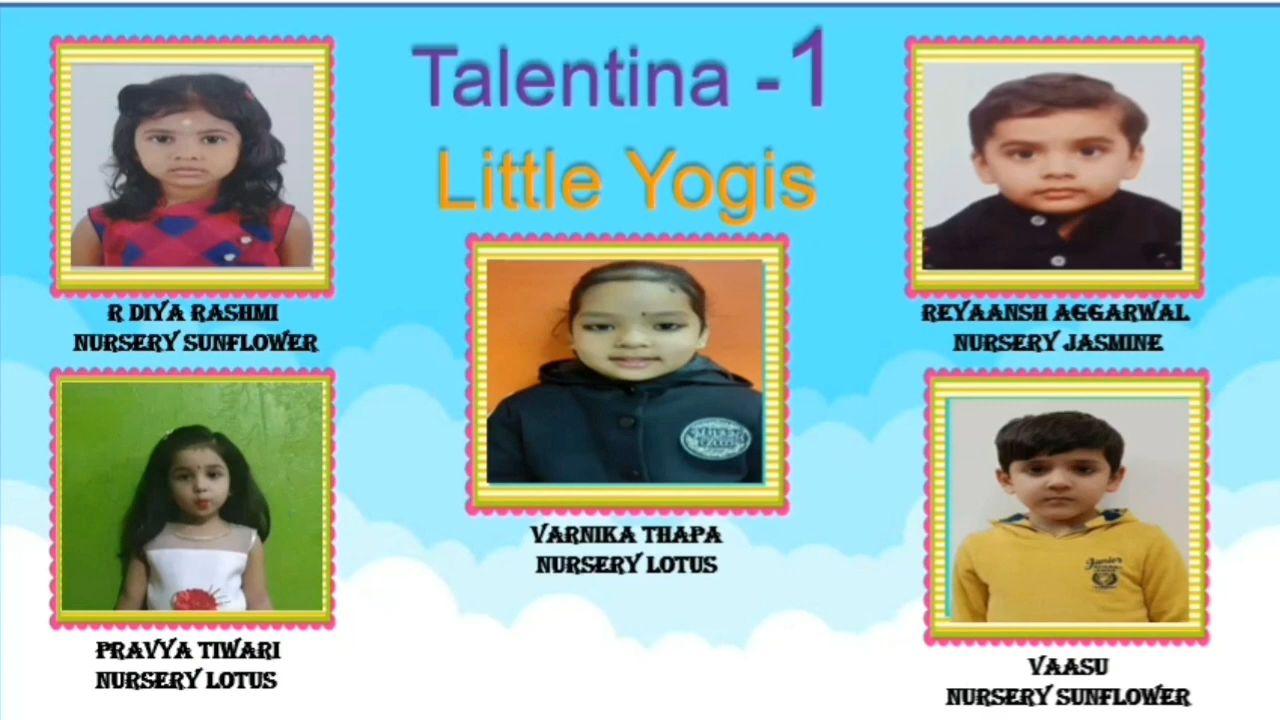 Talentina -1
Little Yogis
R DIYA RASHMI
NURSERY SUNFLOWER
REYAANSH AGGARWAL
NURSERY JASMINE
VARNIKA THAPA
NURSERY LOTUS
PRAVYA TIWARI
NURSERY LOTUS
Junior
VAASU
NURSERY SUNFLOWER